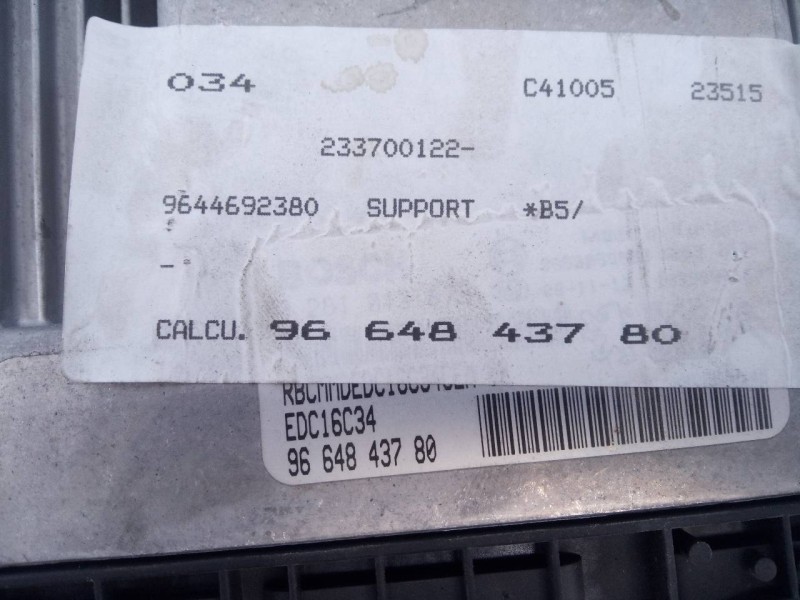 034 C41005 23515
233700122-
9644692380 SUPPORT *B5/
-
CALCU. 96 648 437 80
EDC16C34
96 648 437 80